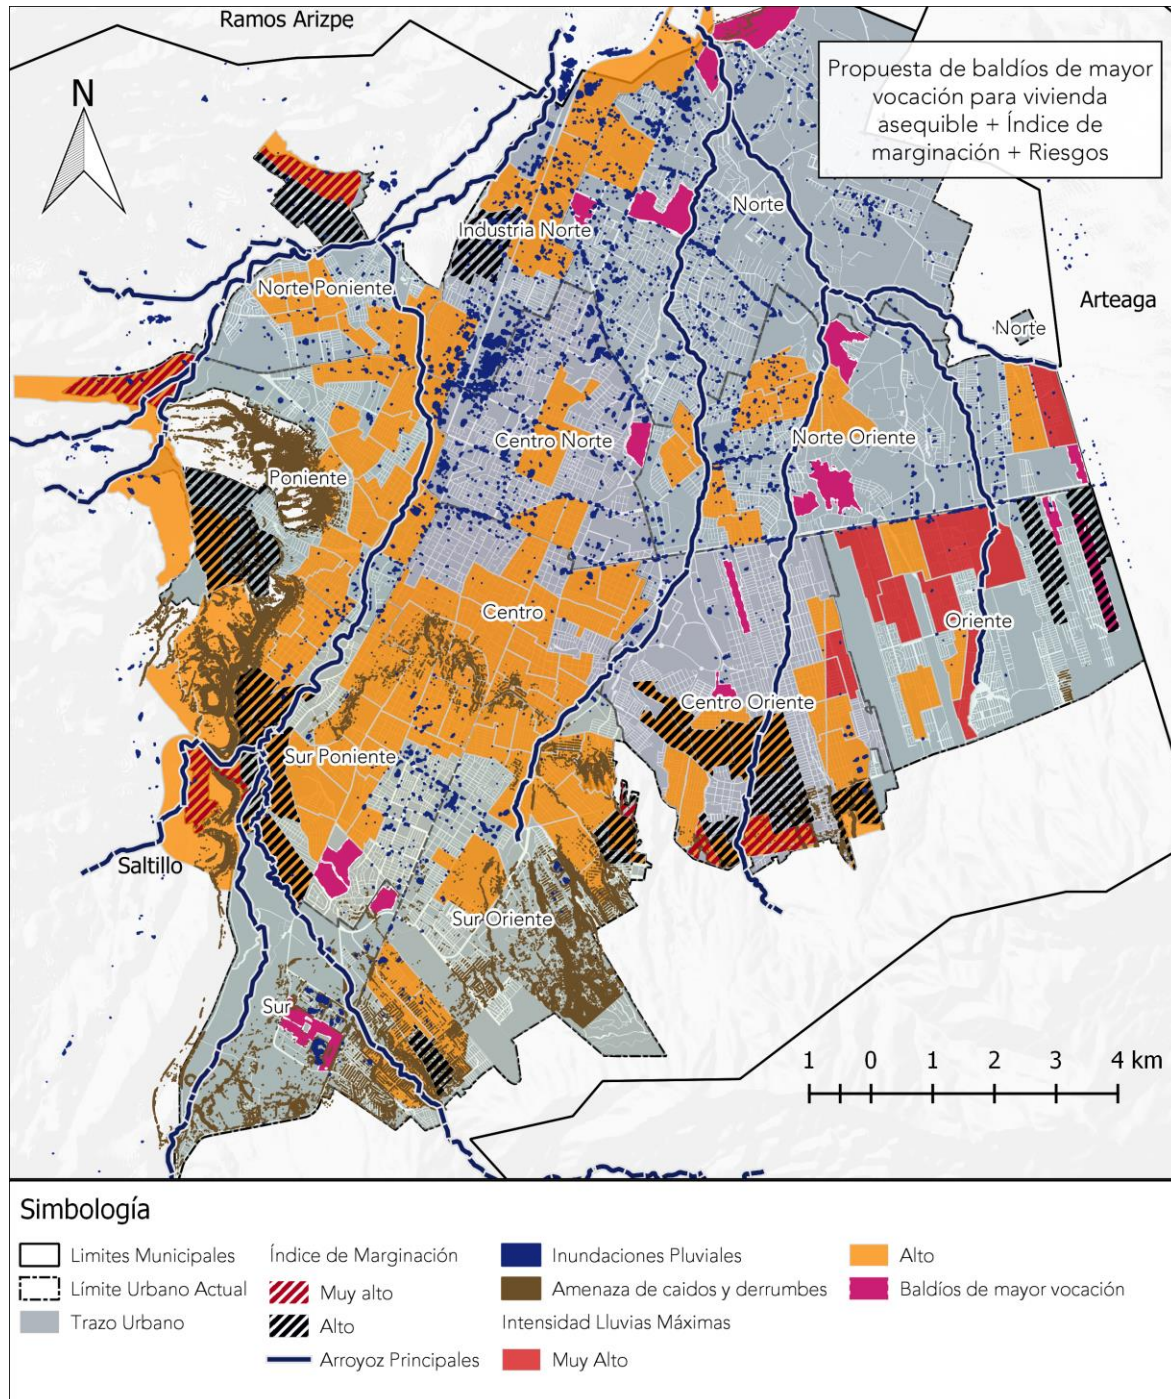 Ramos Arizpe
Propuesta de baldíos de mayor
vocación para vivienda
asequible + Índice de
marginación + Riesgos
N
Norte
Industria Norte
Norte Poniente
Arteaga
Norte
Centro Norte
Norte Oriente
Poniente
Centro
Oriente
Centro Oriente
Sur Poniente
Saltillo
Sur Oriente
Sur
1 0 1 2 3 4 km
Simbología
Limites Municipales
Límite Urbano Actual
Trazo Urbano
Índice de Marginación
Muy alto
Alto
Arroyoz Principales
Inundaciones Pluviales
Amenaza de caidos y derrumbes
Intensidad Lluvias Máximas
Muy Alto
Alto
Baldíos de mayor vocación